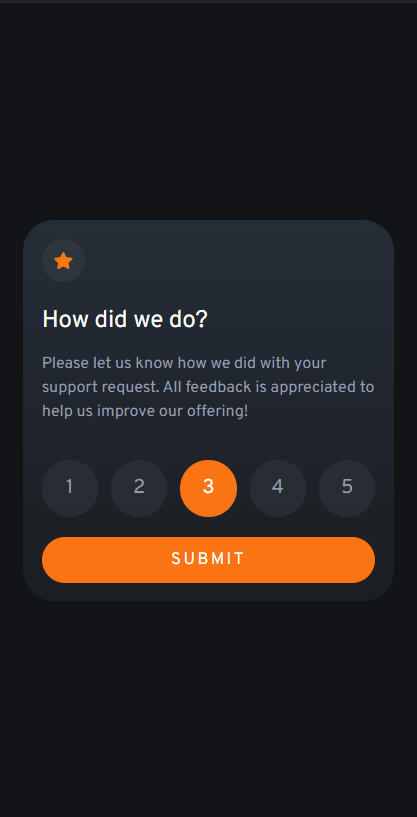 How did we do?
Please let us know how we did with your
support request. All feedback is appreciated to
help us improve our offering!
1 2 3 4 5
SUBMIT